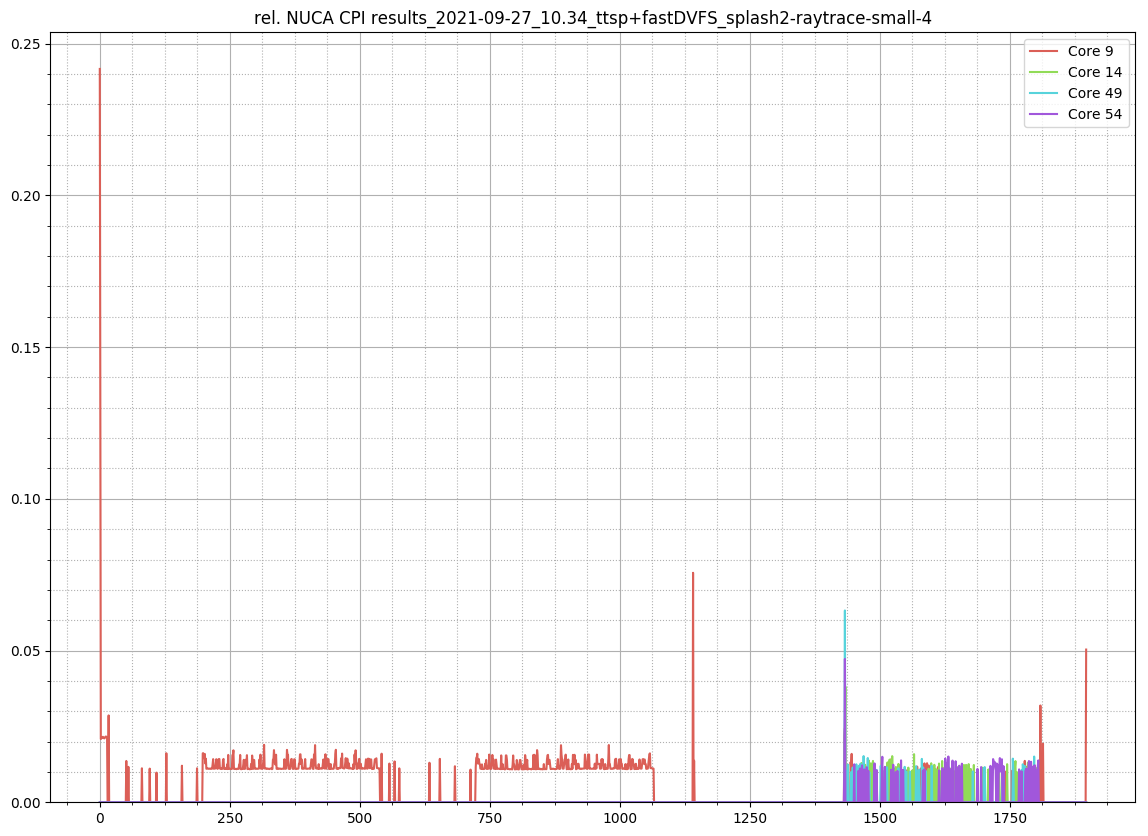 rel. NUCA CPI results_2021-09-27_10.34_ttsp+fastDVFS_splash2-raytrace-small-4
Core 9
Core 14
Core 49
Core 54
0.25
0.20
0.15
0.10
0.05
0.00
0 250 500 750 1000 1250 1500 1750